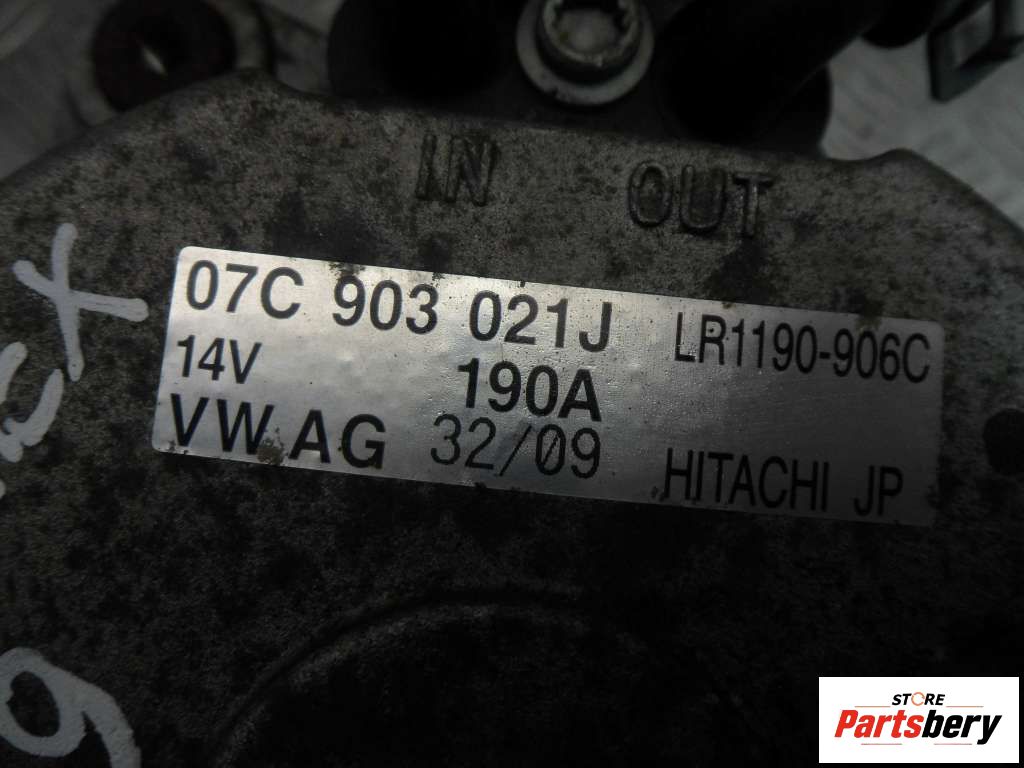 IN OUT
07C 903 021J LR1190-906C
14V 190A
VW AG 32/09 HITACHI JP
STORE
Partsbery